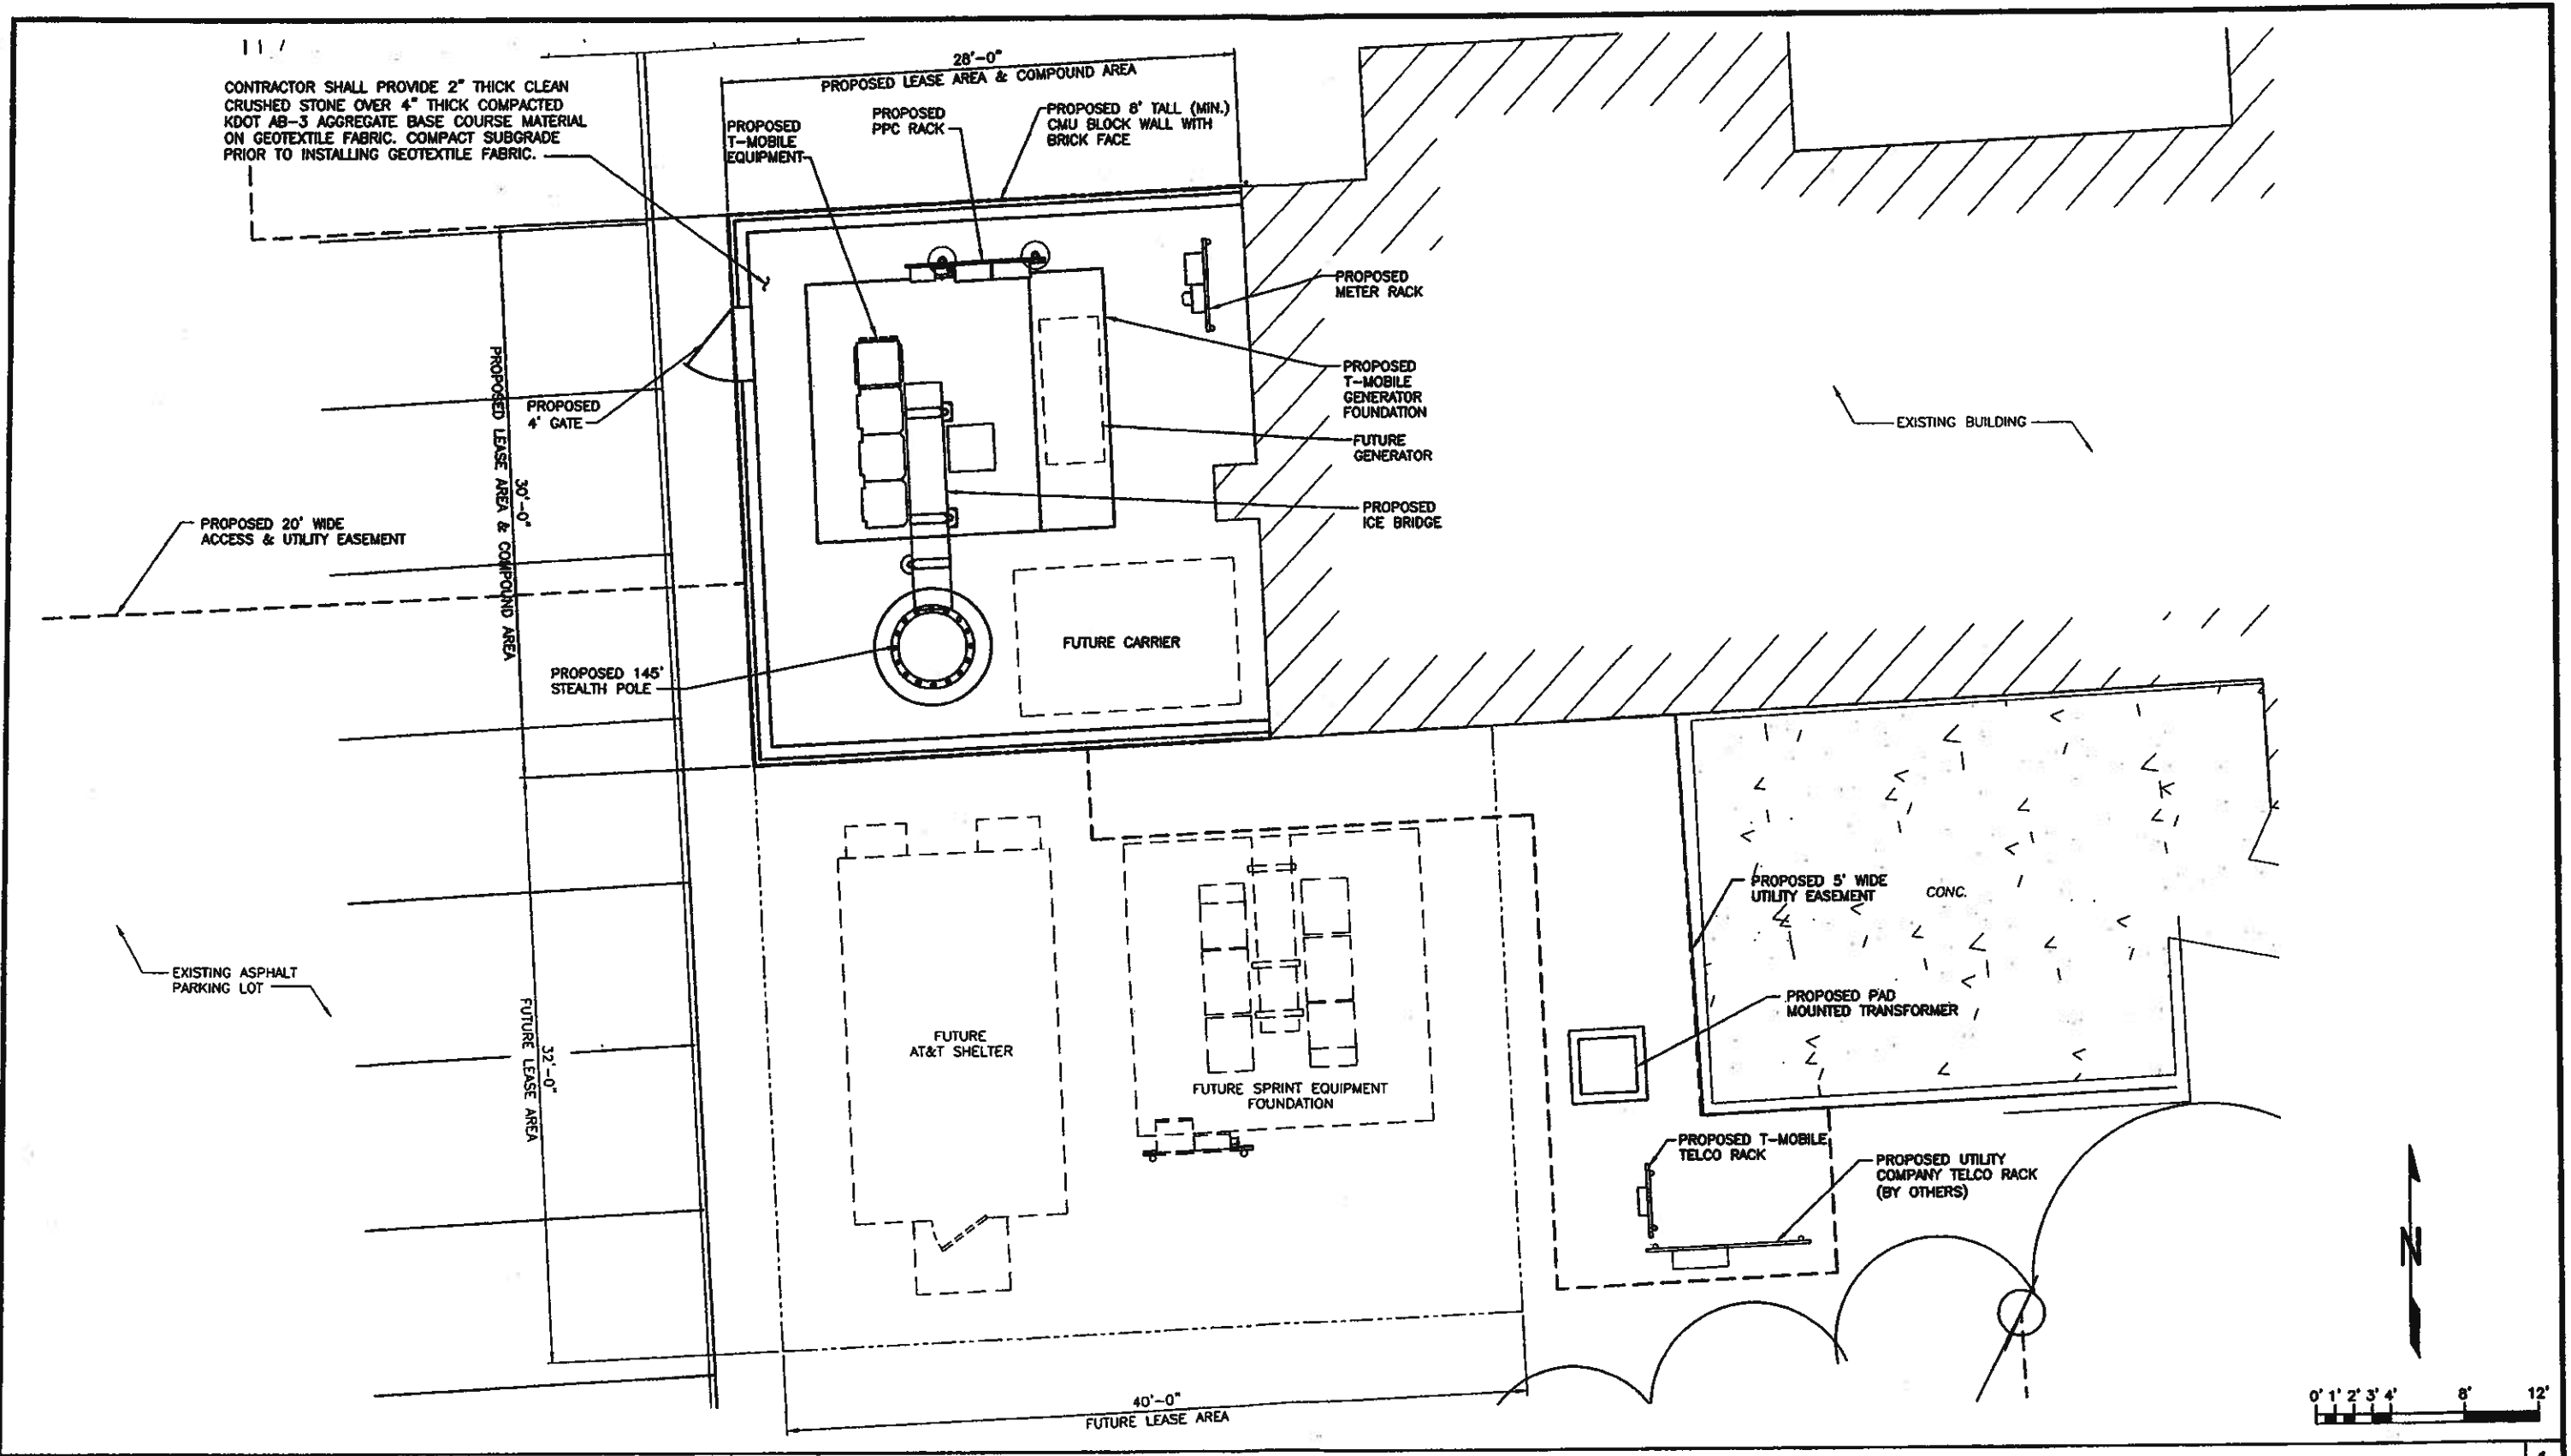 28'-0"
PROPOSED LEASE AREA & COMPOUND AREA
CONTRACTOR SHALL PROVIDE 2" THICK CLEAN
CRUSHED STONE OVER 4" THICK COMPACTED
KDOT AB-3 AGGREGATE BASE COURSE MATERIAL
ON GEOTEXTILE FABRIC. COMPACT SUBGRADE
PRIOR TO INSTALLING GEOTEXTILE FABRIC.
PROPOSED
T-MOBILE
EQUIPMENT
PROPOSED
PPC RACK
PROPOSED 8' TALL (MIN.)
CMU BLOCK WALL WITH
BRICK FACE
PROPOSED
METER RACK
PROPOSED
T-MOBILE
GENERATOR
FOUNDATION
FUTURE
GENERATOR
PROPOSED
ICE BRIDGE
EXISTING BUILDING
PROPOSED
4' GATE
30'-0"
PROPOSED LEASE AREA & COMPOUND AREA
PROPOSED 20' WIDE
ACCESS & UTILITY EASEMENT
FUTURE CARRIER
PROPOSED 145'
STEALTH POLE
PROPOSED 5' WIDE
UTILITY EASEMENT
CONC.
EXISTING ASPHALT
PARKING LOT
PROPOSED PAD
MOUNTED TRANSFORMER
32'-0"
FUTURE LEASE AREA
FUTURE
AT&T SHELTER
FUTURE SPRINT EQUIPMENT
FOUNDATION
PROPOSED T-MOBILE
TELCO RACK
PROPOSED UTILITY
COMPANY TELCO RACK
(BY OTHERS)
N
40'-0"
FUTURE LEASE AREA
0' 1' 2' 3' 4' 8' 12'